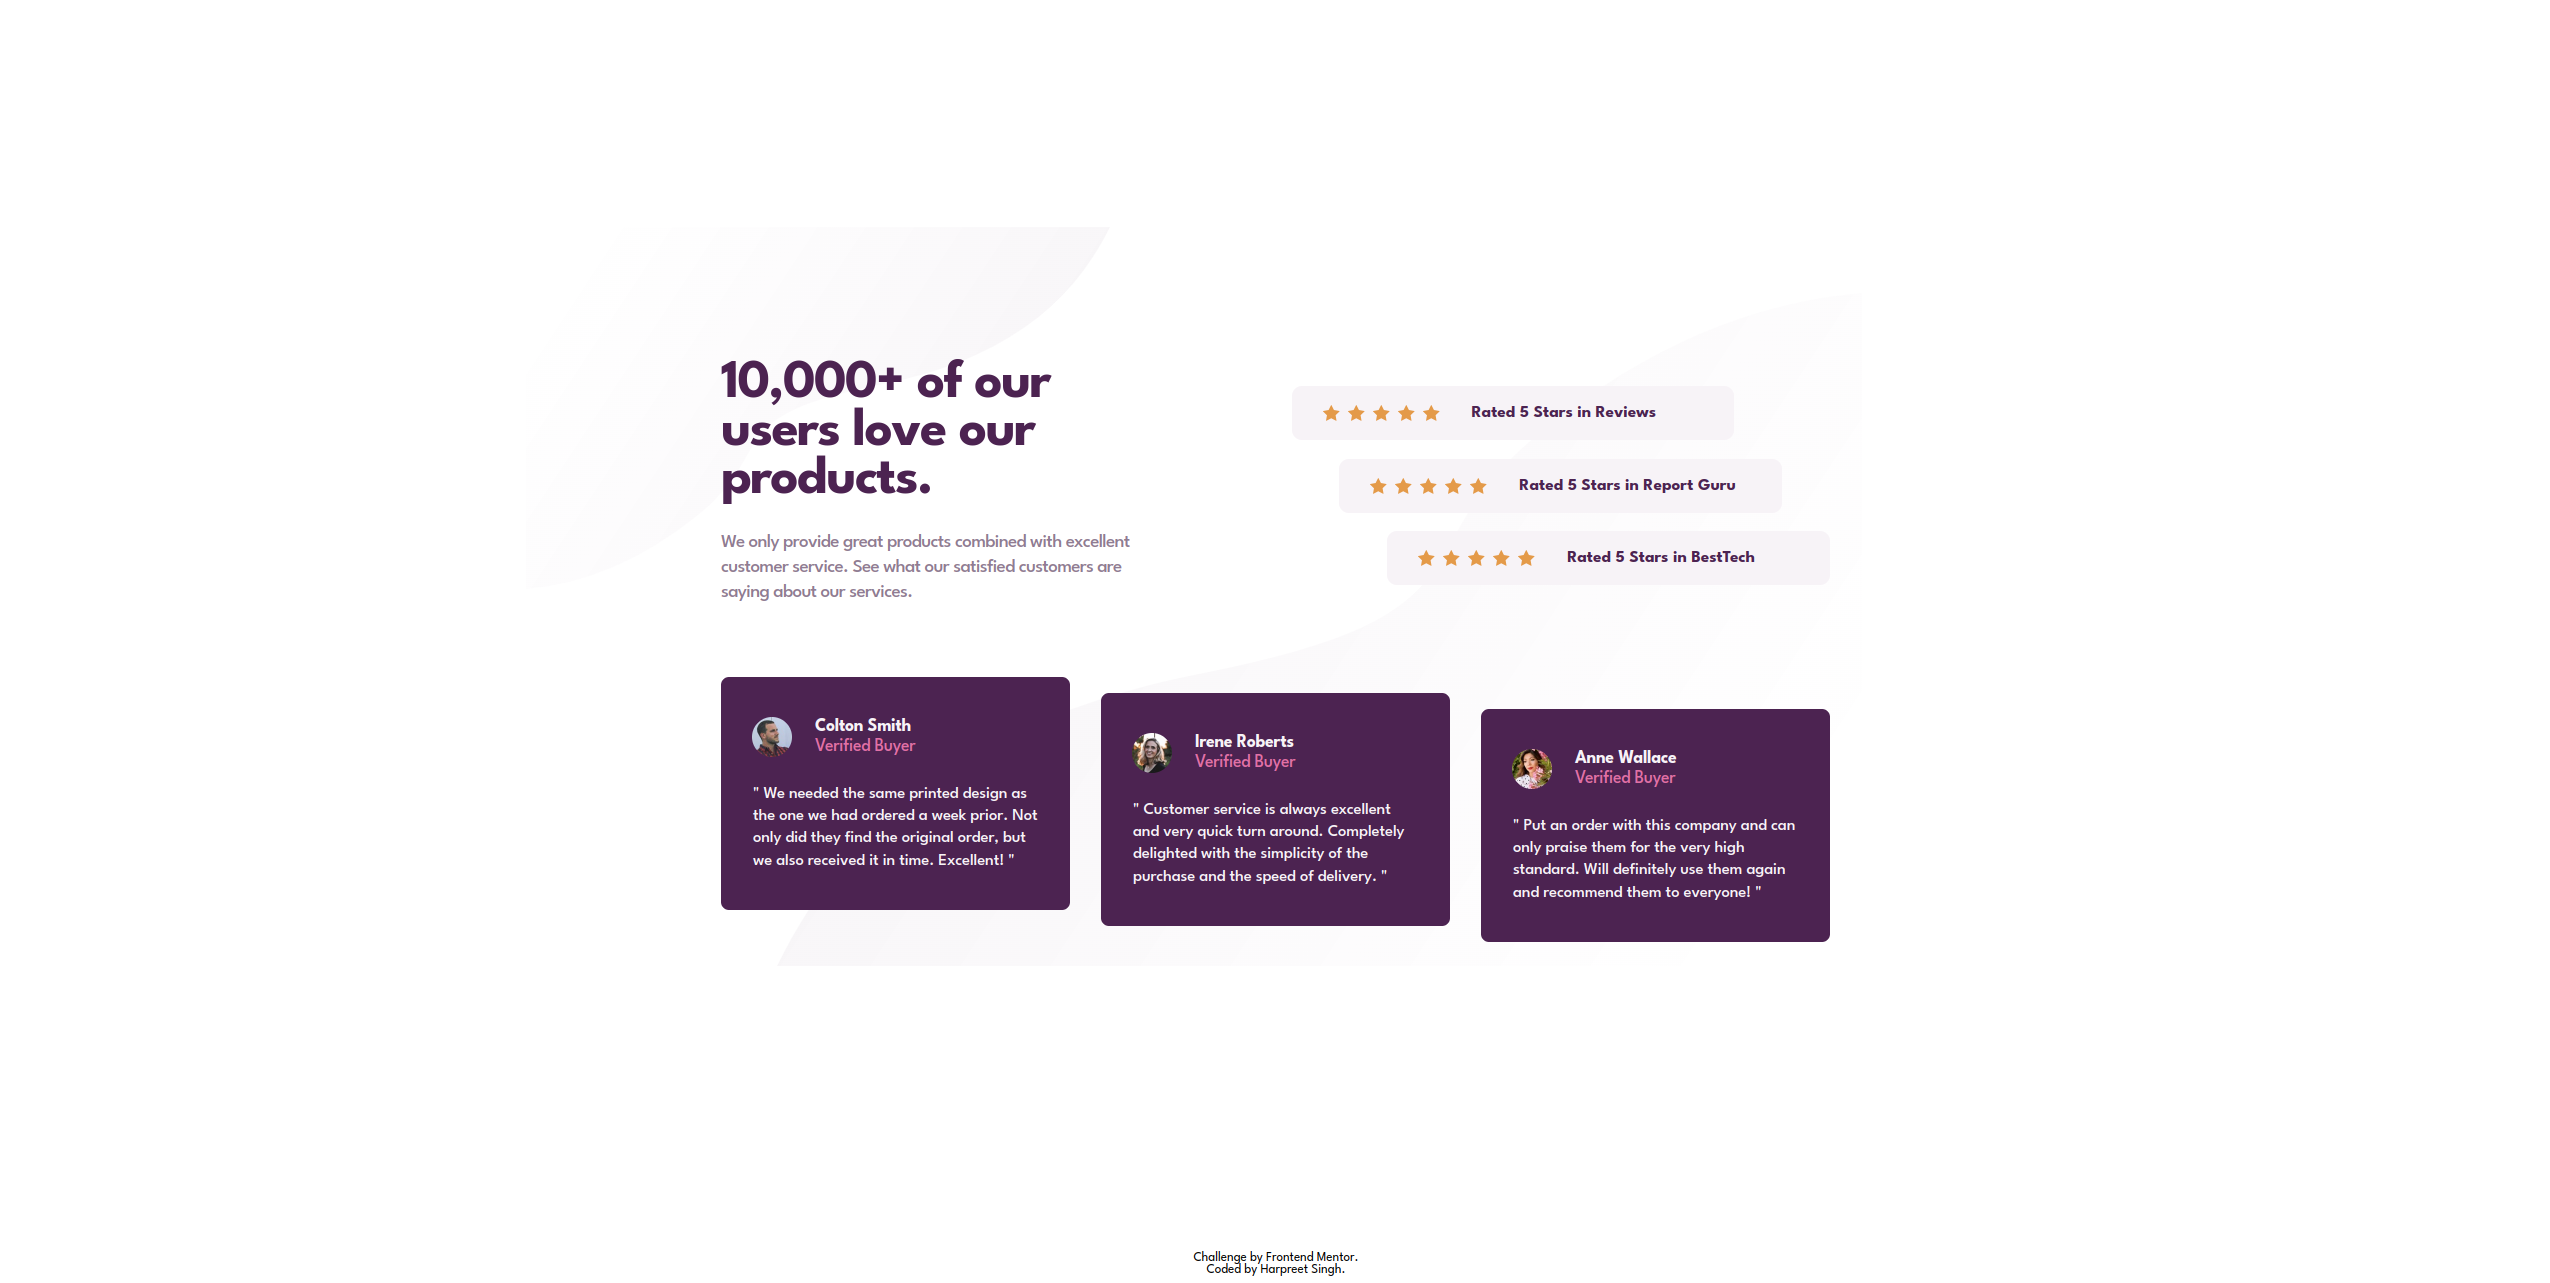 10,000+ of our
users love our
products.
We only provide great products combined with excellent
customer service. See what our satisfied customers are
saying about our services.
Rated 5 Stars in Reviews
Rated 5 Stars in Report Guru
Rated 5 Stars in BestTech
Colton Smith
Verified Buyer
" We needed the same printed design as
the one we had ordered a week prior. Not
only did they find the original order, but
we also received it in time. Excellent! "
Irene Roberts
Verified Buyer
" Customer service is always excellent
and very quick turn around. Completely
delighted with the simplicity of the
purchase and the speed of delivery. "
Anne Wallace
Verified Buyer
" Put an order with this company and can
only praise them for the very high
standard. Will definitely use them again
and recommend them to everyone! "
Challenge by Frontend Mentor.
Coded by Harpreet Singh.